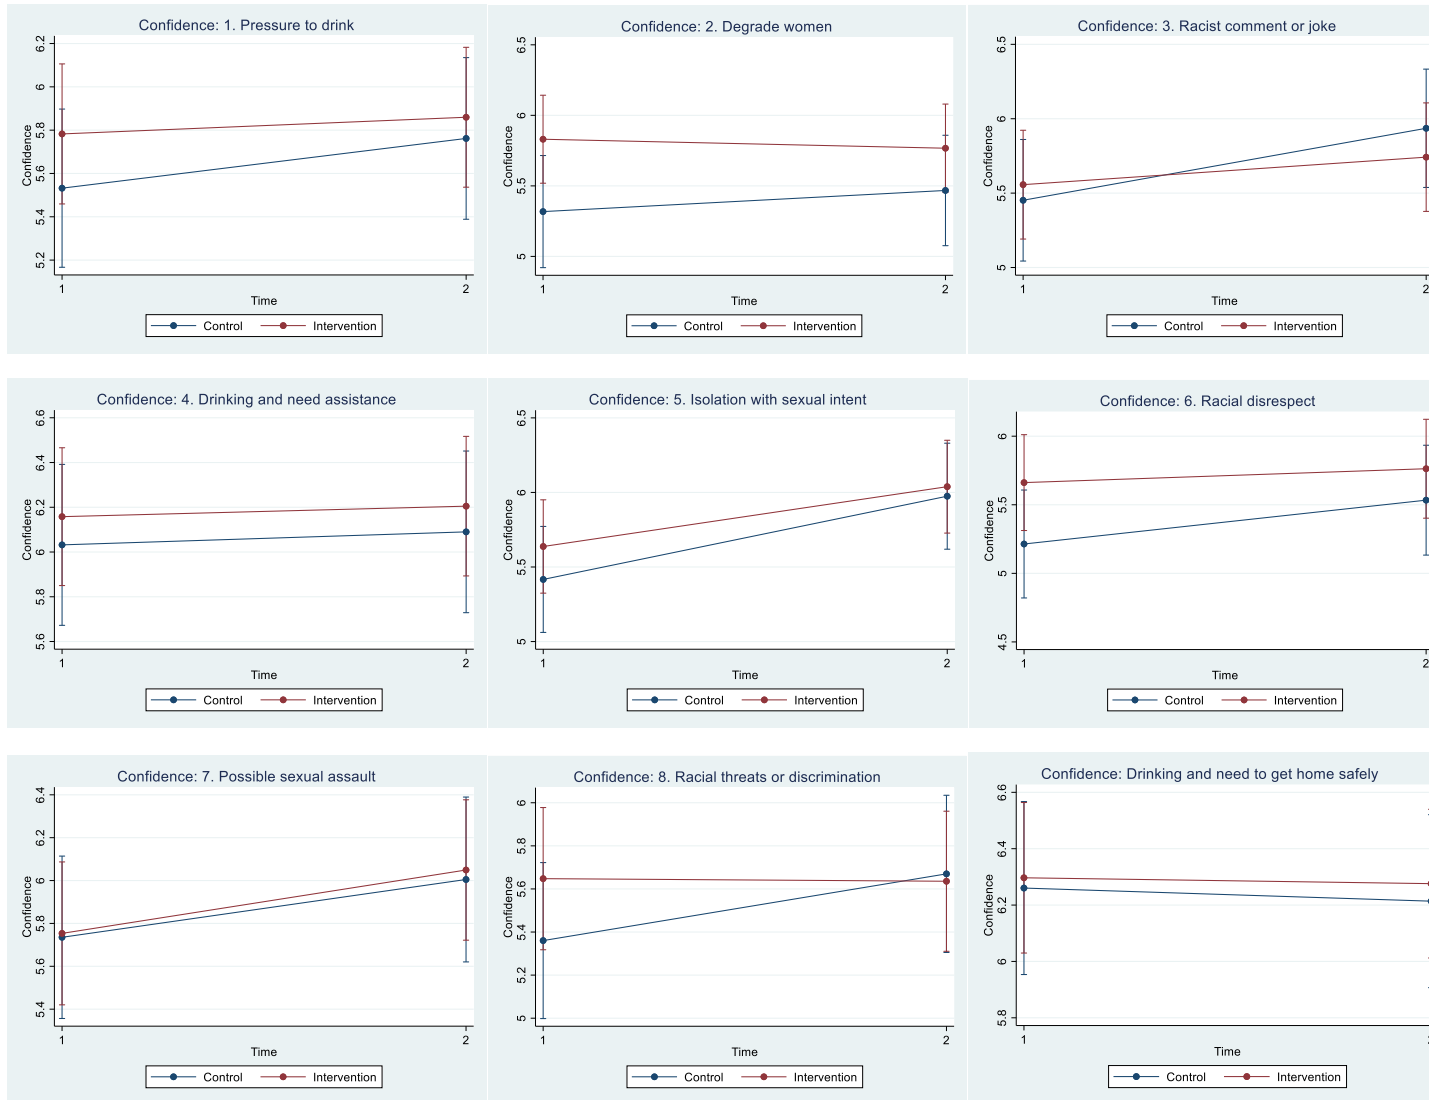 Confidence: 1. Pressure to drink
6.2
6
5.8
5.6
5.4
5.2
Confidence
1
2
Time
Control Intervention
Confidence: 2. Degrade women
6.5
6
5.5
5
Confidence
1
2
Time
Control Intervention
Confidence: 3. Racist comment or joke
6.5
6
5.5
5
Confidence
1
2
Time
Control Intervention
Confidence: 4. Drinking and need assistance
6.6
6.4
6.2
6
5.8
5.6
Confidence
1
2
Time
Control Intervention
Confidence: 5. Isolation with sexual intent
6.5
6
5.5
5
Confidence
1
2
Time
Control Intervention
Confidence: 6. Racial disrespect
6
5.5
5
4.5
Confidence
1
2
Time
Control Intervention
Confidence: 7. Possible sexual assault
6.4
6.2
6
5.8
5.6
5.4
Confidence
1
2
Time
Control Intervention
Confidence: 8. Racial threats or discrimination
6
5.8
5.6
5.4
5.2
5
Confidence
1
2
Time
Control Intervention
Confidence: Drinking and need to get home safely
6.6
6.4
6.2
6
5.8
Confidence
1
Time
Control Intervention